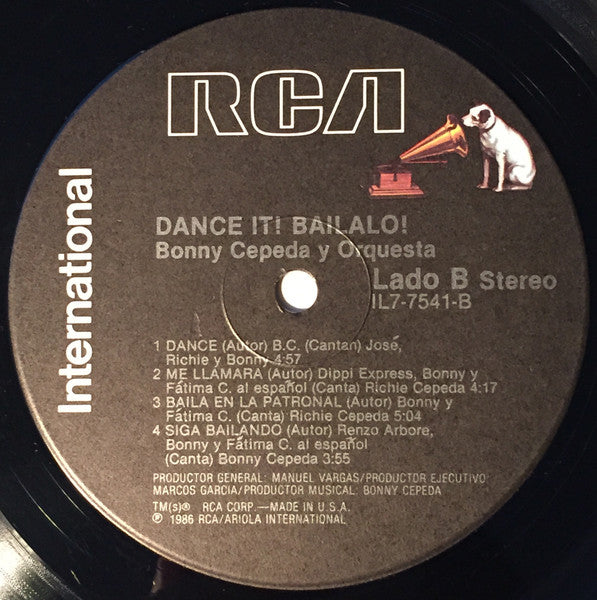 RCA
International
DANCE IT! BAILALO!
Bonny Cepeda y Orquesta
Lado B Stereo
IL7-7541-B
1 DANCE (Autor) B.C. (Cantan) José,
Richie y Bonny 4:57
2 ME LLAMARA (Autor) Dippi Express, Bonny y
Fátima C. al español (Canta) Richie Cepeda 4:17
3 BAILA EN LA PATRONAL (Autor) Bonny y
Fátima C. (Canta) Richie Cepeda 5:04
4 SIGA BAILANDO (Autor) Renzo Arbore,
Bonny y Fátima C. al español
(Canta) Bonny Cepeda 3:55
PRODUCTOR GENERAL: MANUEL VARGAS/PRODUCTOR EJECUTIVO:
MARCOS GARCIA/PRODUCTOR MUSICAL: BONNY CEPEDA
TM(s)® RCA CORP.—MADE IN U.S.A.
℗ 1986 RCA/ARIOLA INTERNATIONAL